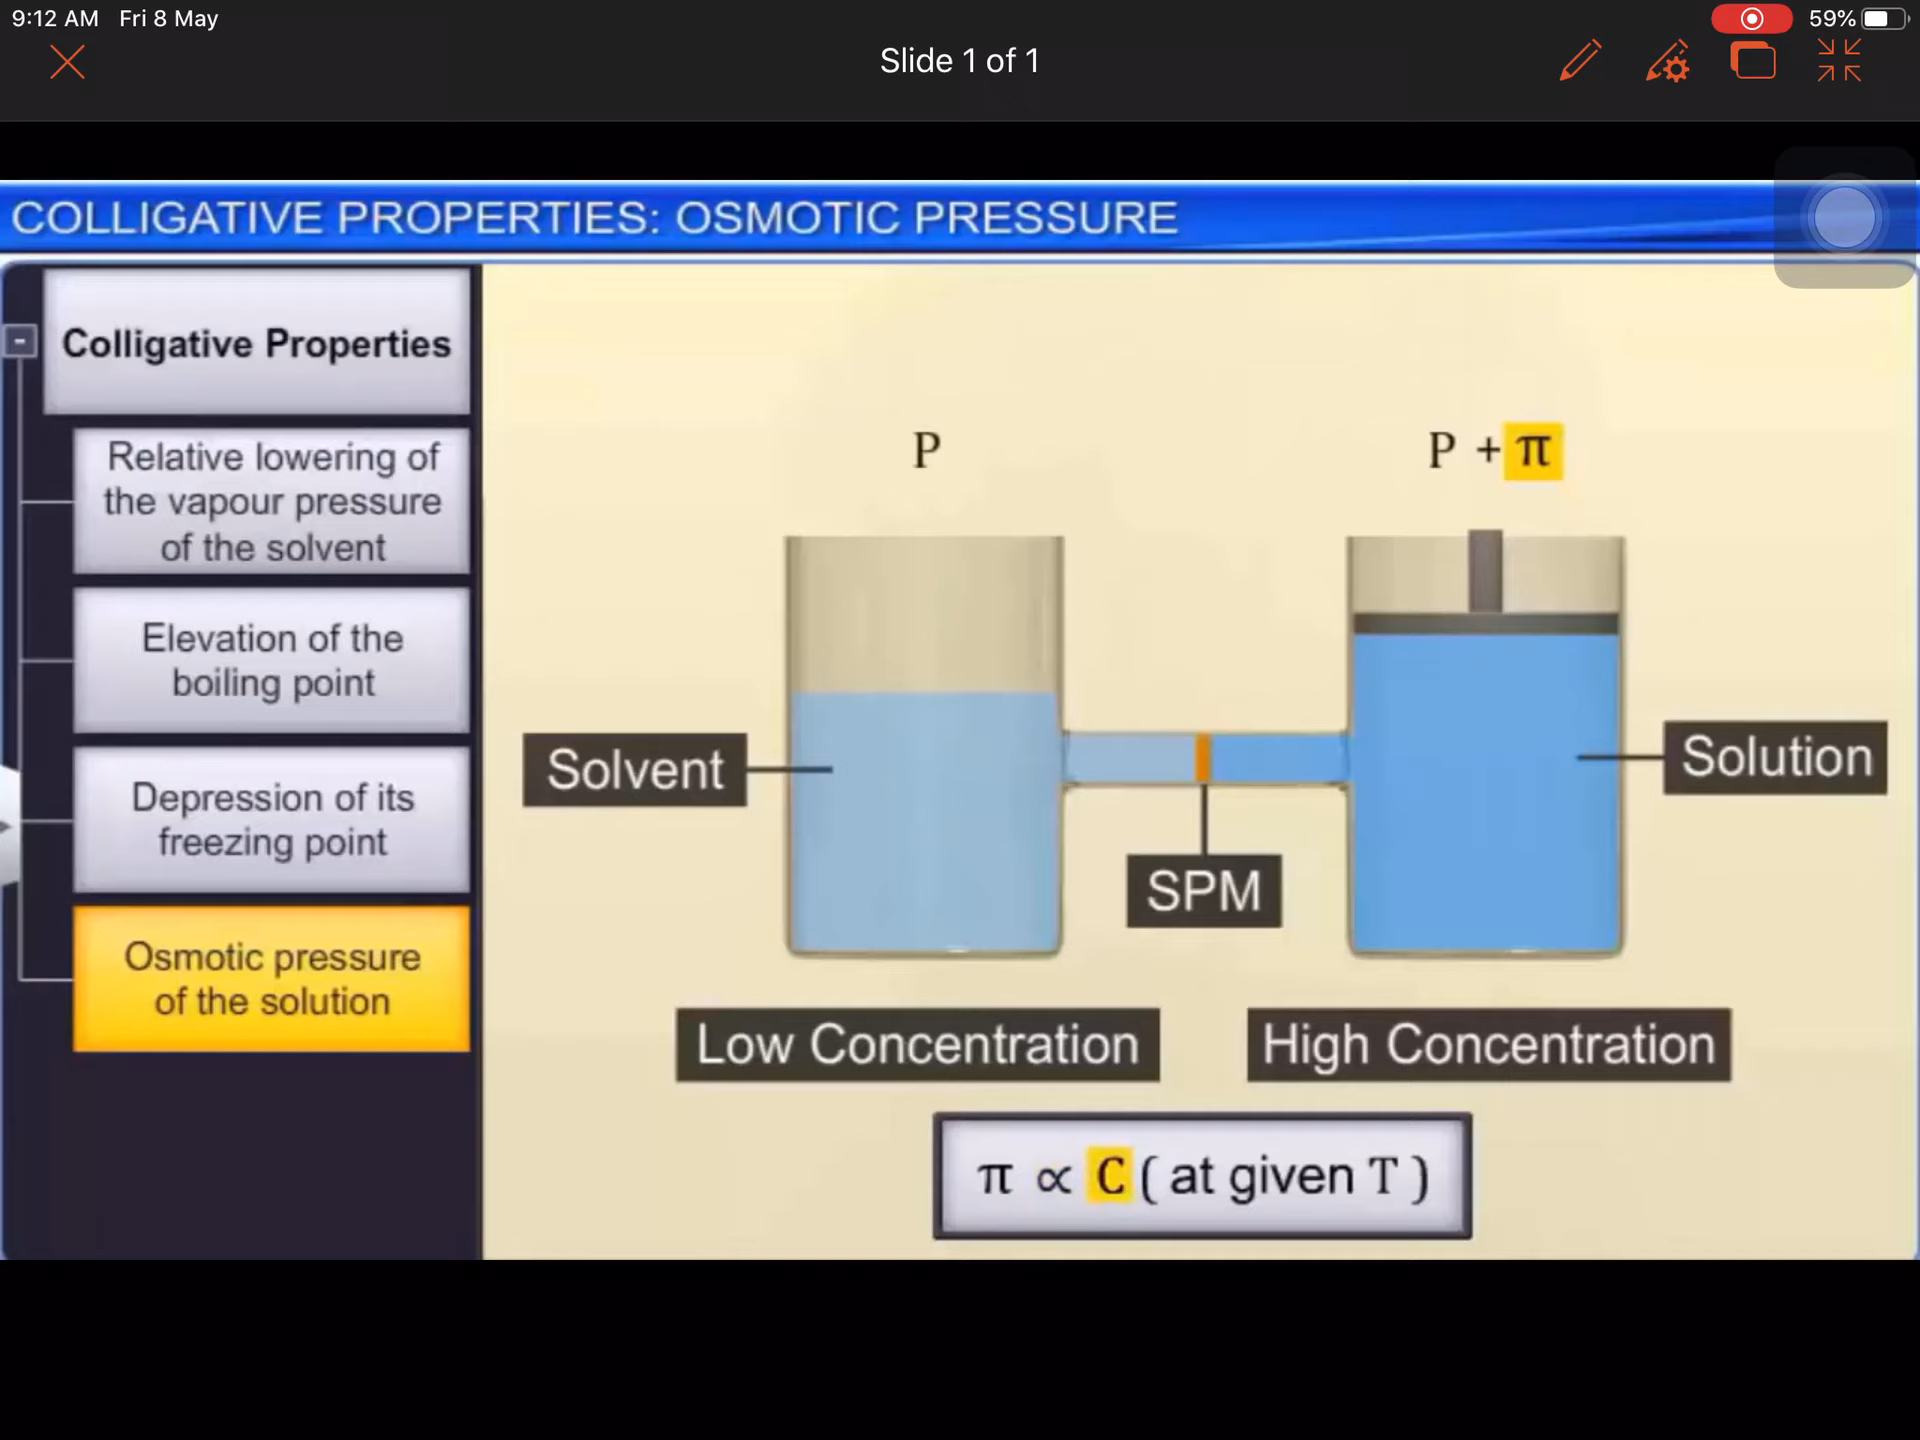 9:12 AM Fri 8 May
59%
Slide 1 of 1
COLLIGATIVE PROPERTIES: OSMOTIC PRESSURE
-
Colligative Properties
Relative lowering of
the vapour pressure
of the solvent
Elevation of the
boiling point
Depression of its
freezing point
Osmotic pressure
of the solution
P
P + π
Solvent
Solution
SPM
Low Concentration
High Concentration
π ∝ C ( at given T )